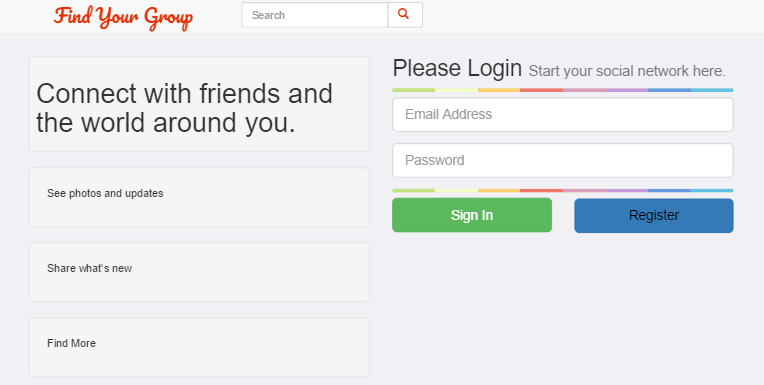 Find Your Group
Search
Connect with friends and
the world around you.
See photos and updates
Share what's new
Find More
Please Login Start your social network here.
Email Address
Password
Sign In
Register